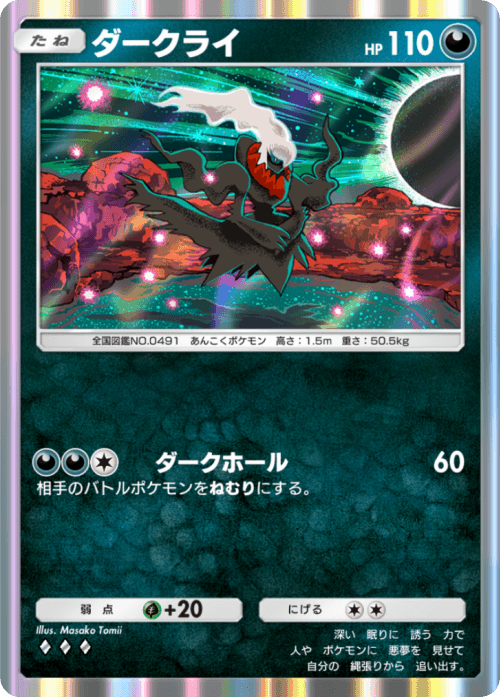 たね ダークライ HP 110
全国図鑑NO.0491 あんこくポケモン 高さ：1.5m 重さ：50.5kg
ダークホール 60
相手のバトルポケモンをねむりにする。
弱点 +20 にげる
Illus. Masako Tomii
深い 眠りに 誘う 力で
人や ポケモンに 悪夢を 見せて
自分の 縄張りから 追い出す。